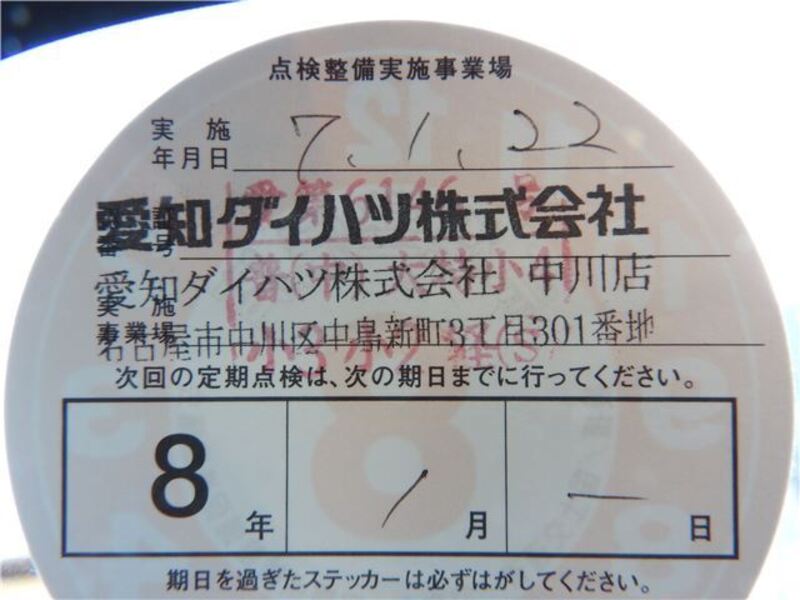 点検整備実施事業場
実施
年月日 7.1.22
愛知ダイハツ株式会社
愛知ダイハツ株式会社 中川店
実施
事業場
名古屋市中川区中島新町3丁目301番地
次回の定期点検は、次の期日までに行ってください。
8年 1月 一日
期日を過ぎたステッカーは必ずはがしてください。